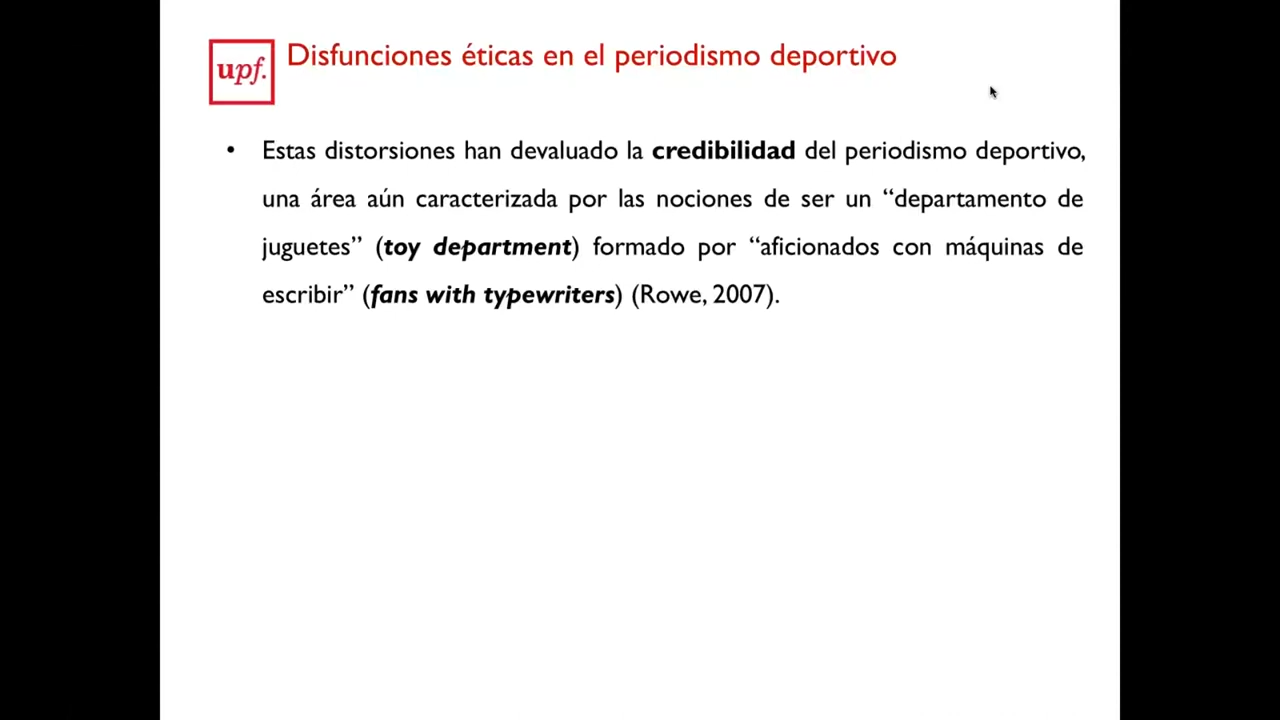 upf.
Disfunciones éticas en el periodismo deportivo
• Estas distorsiones han devaluado la credibilidad del periodismo deportivo,
una área aún caracterizada por las nociones de ser un “departamento de
juguetes” (toy department) formado por “aficionados con máquinas de
escribir” (fans with typewriters) (Rowe, 2007).